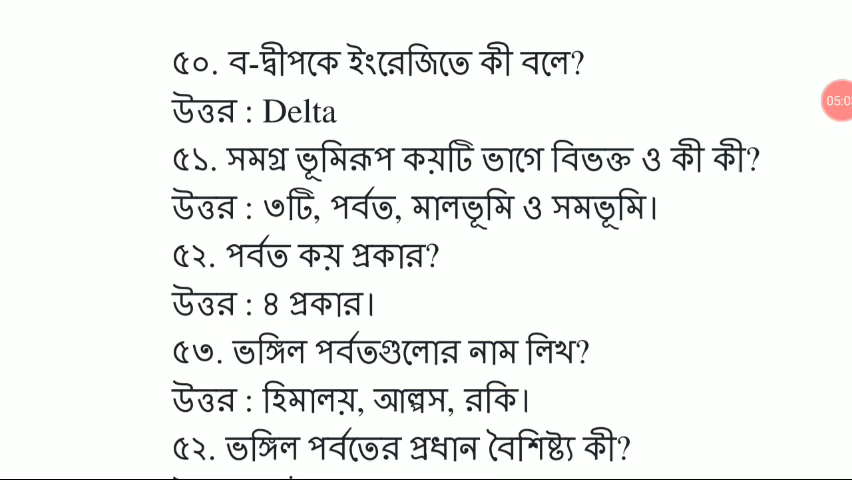 ৫০. ব-দ্বীপকে ইংরেজিতে কী বলে?
উত্তর : Delta
৫১. সমগ্র ভূমিরূপ কয়টি ভাগে বিভক্ত ও কী কী?
উত্তর : ৩টি, পর্বত, মালভূমি ও সমভূমি।
৫২. পর্বত কয় প্রকার?
উত্তর : ৪ প্রকার।
৫৩. ভঙ্গিল পর্বতগুলোর নাম লিখ?
উত্তর : হিমালয়, আল্পস, রকি।
৫২. ভঙ্গিল পর্বতের প্রধান বৈশিষ্ট্য কী?